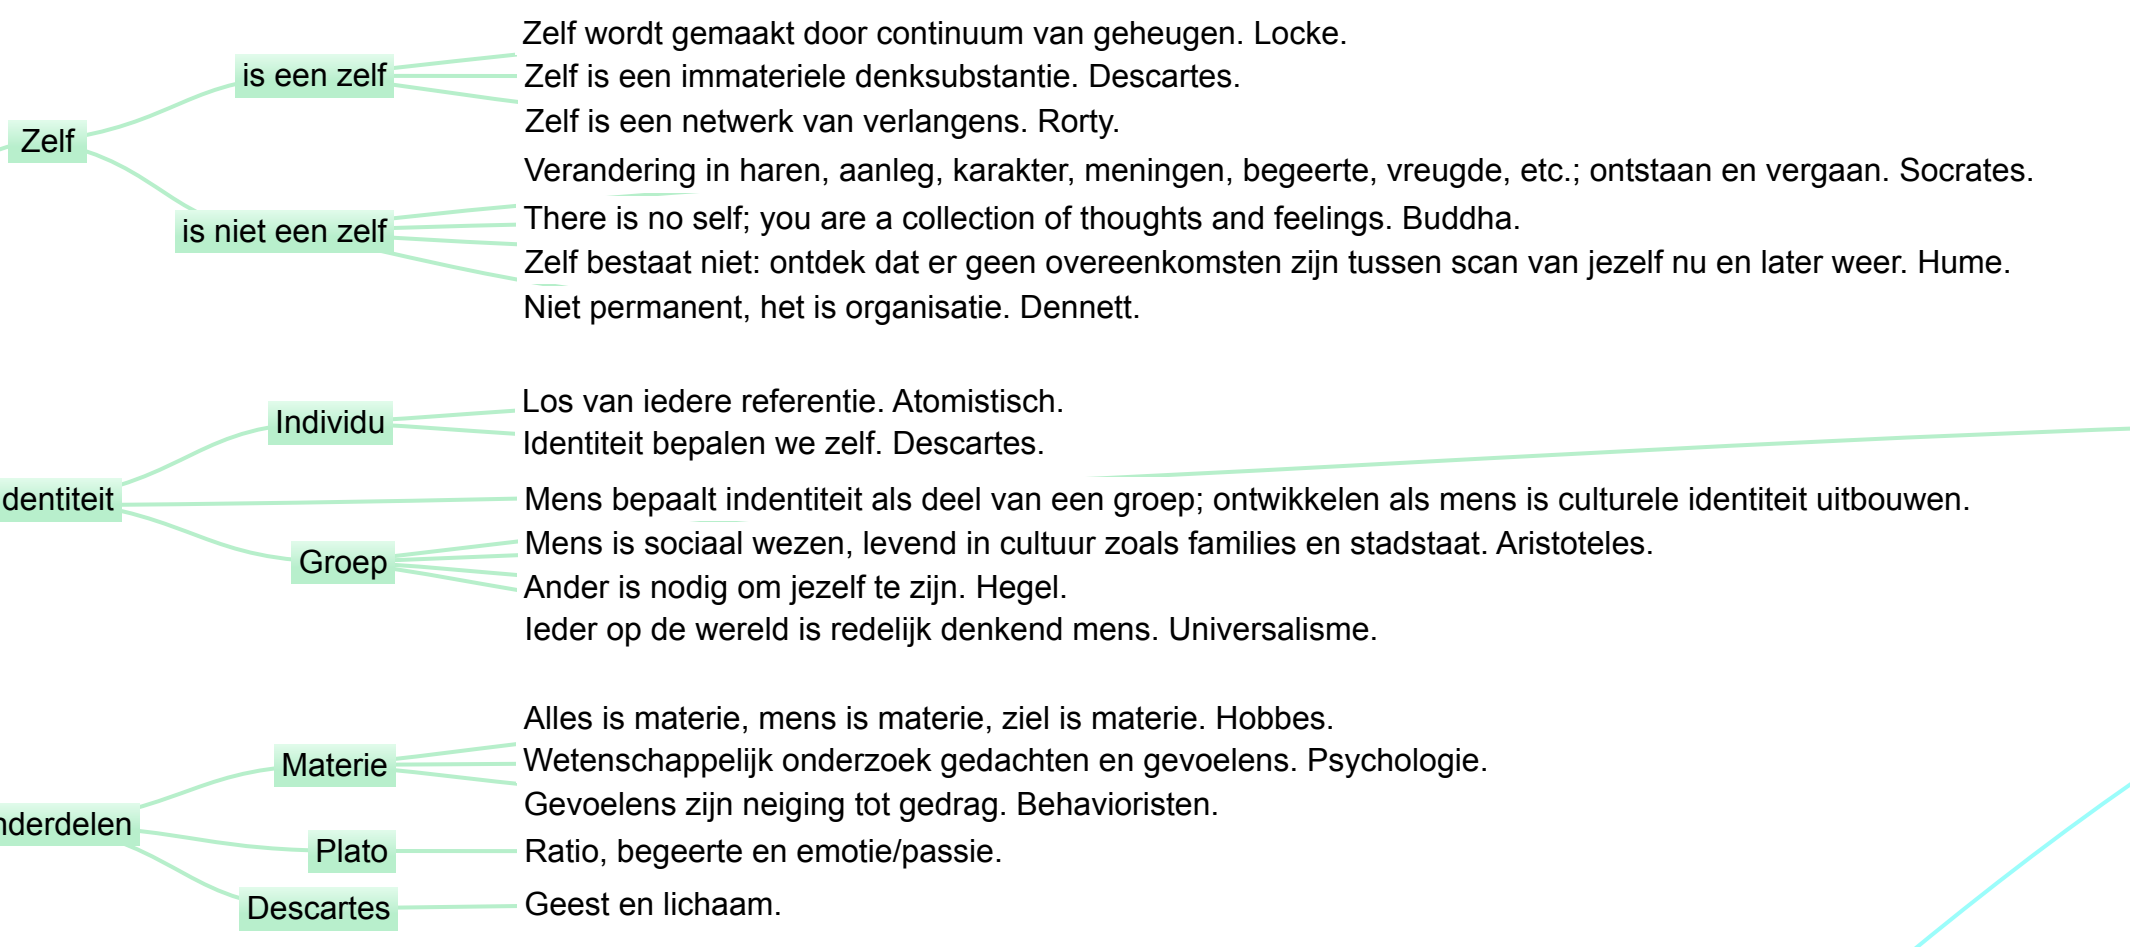 Zelf wordt gemaakt door continuum van geheugen. Locke.
is een zelf
Zelf is een immateriele denksubstantie. Descartes.
Zelf is een netwerk van verlangens. Rorty.
Zelf
Verandering in haren, aanleg, karakter, meningen, begeerte, vreugde, etc.; ontstaan en vergaan. Socrates.
is niet een zelf
There is no self; you are a collection of thoughts and feelings. Buddha.
Zelf bestaat niet: ontdek dat er geen overeenkomsten zijn tussen scan van jezelf nu en later weer. Hume.
Niet permanent, het is organisatie. Dennett.
Los van iedere referentie. Atomistisch.
Individu
Identiteit bepalen we zelf. Descartes.
dentiteit
Mens bepaalt indentiteit als deel van een groep; ontwikkelen als mens is culturele identiteit uitbouwen.
Mens is sociaal wezen, levend in cultuur zoals families en stadstaat. Aristoteles.
Groep
Ander is nodig om jezelf te zijn. Hegel.
Ieder op de wereld is redelijk denkend mens. Universalisme.
Alles is materie, mens is materie, ziel is materie. Hobbes.
Materie
Wetenschappelijk onderzoek gedachten en gevoelens. Psychologie.
Gevoelens zijn neiging tot gedrag. Behavioristen.
nderdelen
Plato
Ratio, begeerte en emotie/passie.
Descartes
Geest en lichaam.